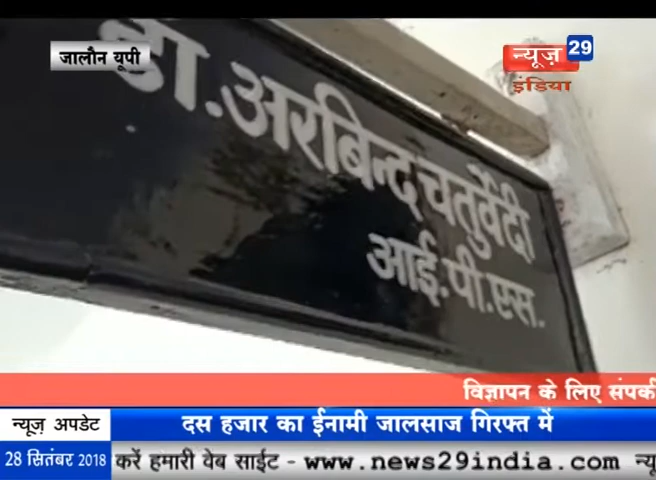 जालौन यूपी
न्यूज़ 29
इंडिया
डा.अरबिन्द चतुर्वेदी
आई.पी.एस.
विज्ञापन के लिए संपर्क
न्यूज़ अपडेट
दस हजार का ईनामी जालसाज गिरफ्त में
28 सितंबर 2018
करें हमारी वेब साईट - www.news29india.com न्यू